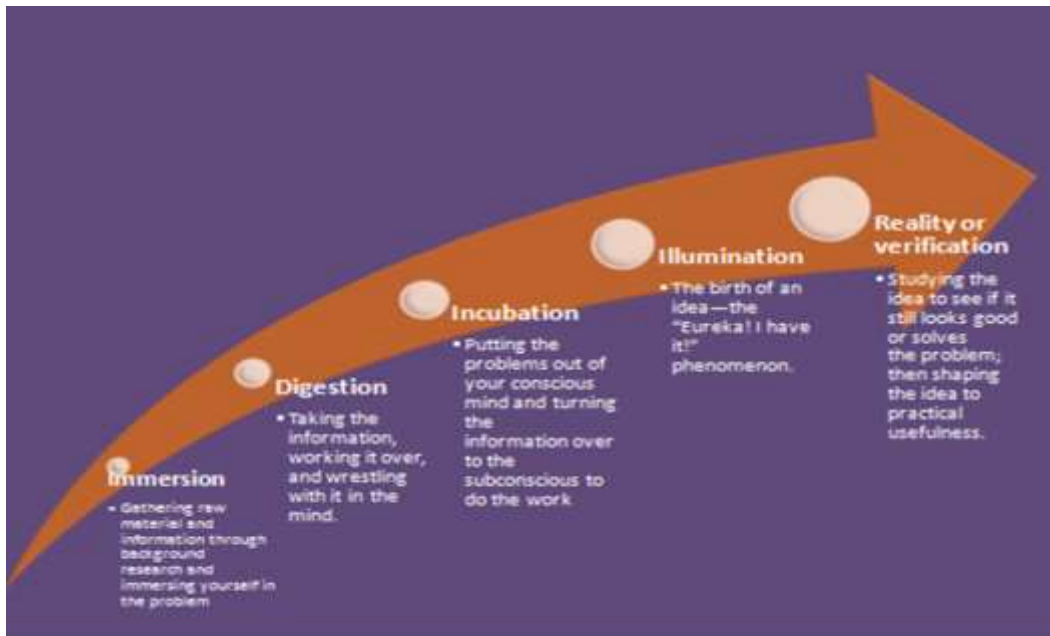 Immersion
▪ Gathering raw
material and
information through
background
research and
immersing yourself in
the problem
Digestion
▪ Taking the
information,
working it over,
and wrestling
with it in the
mind.
Incubation
▪ Putting the
problems out of
your conscious
mind and turning
the
information over
to the
subconscious to
do the work
Illumination
▪ The birth of an
idea—the
"Eureka! I have
it!"
phenomenon.
Reality or
verification
▪ Studying the
idea to see if it
still looks good
or solves
the problem;
then shaping
the idea to
practical
usefulness.